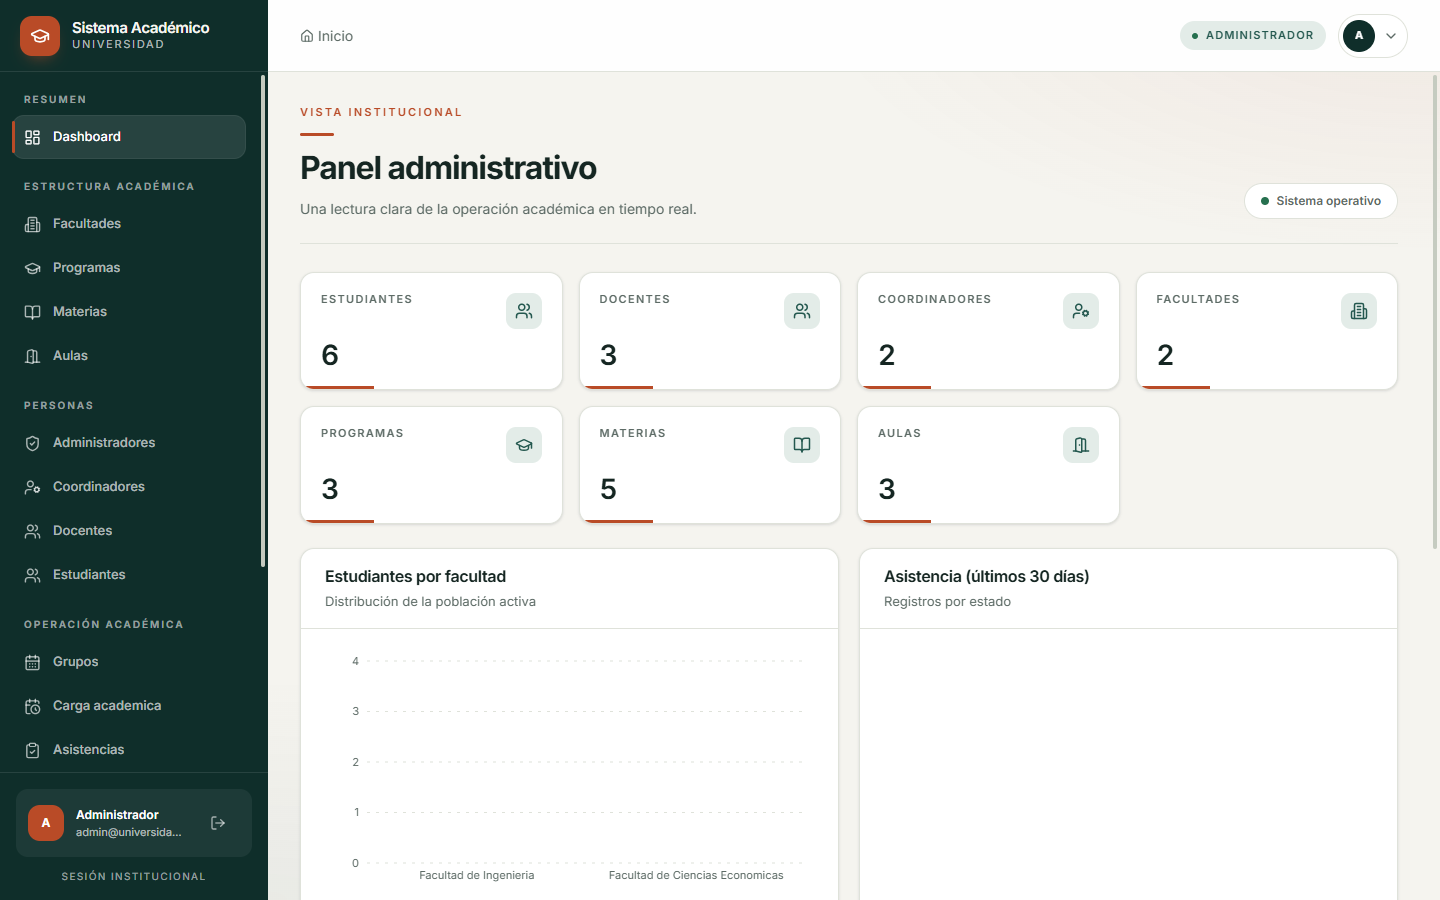 Sistema Académico
UNIVERSIDAD
RESUMEN
Dashboard
ESTRUCTURA ACADÉMICA
Facultades
Programas
Materias
Aulas
PERSONAS
Administradores
Coordinadores
Docentes
Estudiantes
OPERACIÓN ACADÉMICA
Grupos
Carga academica
Asistencias
A
Administrador
admin@universida...
SESIÓN INSTITUCIONAL
Inicio
ADMINISTRADOR
A
VISTA INSTITUCIONAL
Panel administrativo
Una lectura clara de la operación académica en tiempo real.
Sistema operativo
ESTUDIANTES
6
DOCENTES
3
COORDINADORES
2
FACULTADES
2
PROGRAMAS
3
MATERIAS
5
AULAS
3
Estudiantes por facultad
Distribución de la población activa
4
3
2
1
0
Facultad de Ingenieria
Facultad de Ciencias Economicas
Asistencia (últimos 30 días)
Registros por estado